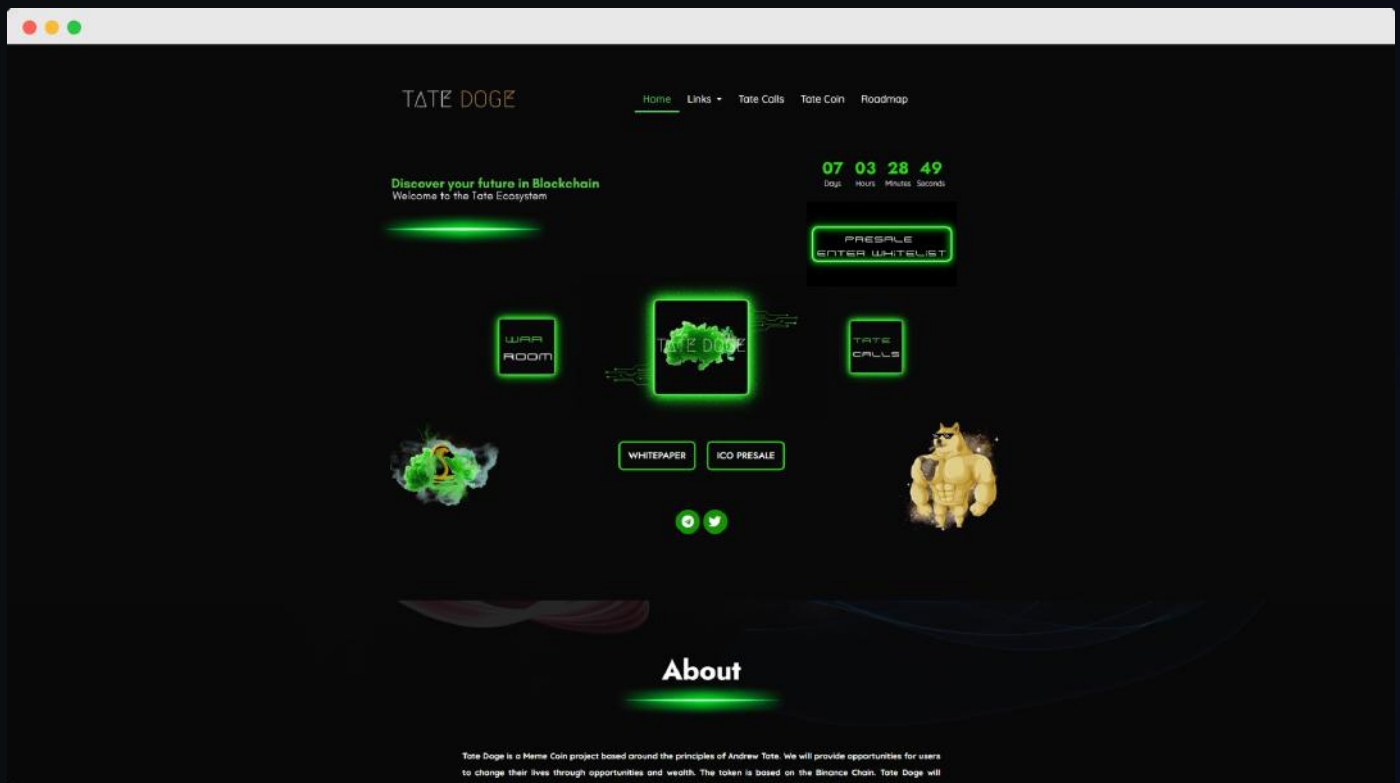 TATE DOGE
Home Links Tate Calls Tate Coin Roadmap
07 03 28 49
Days Hours Minutes Seconds
Discover your future in Blockchain
Welcome to the Tate Ecosystem
PRESALE
ENTER WHITELIST
WAR
ROOM
TATE DOGE
TATE
CALLS
WHITEPAPER ICO PRESALE
About
Tate Doge is a Meme Coin project based around the principles of Andrew Tate. We will provide opportunities for users
to change their lives through opportunities and wealth. The token is based on the Binance Chain. Tate Doge will